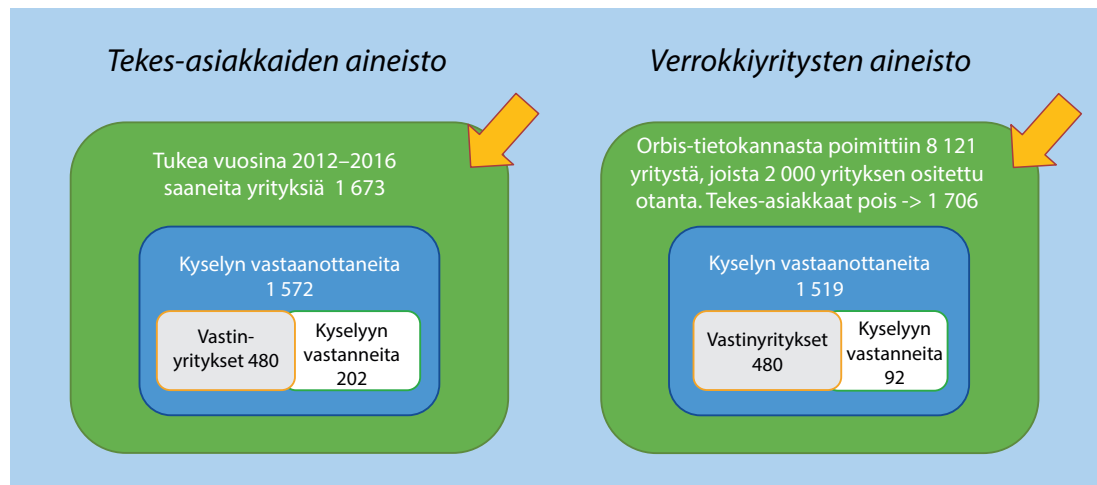 Tekes-asiakkaiden aineisto
Tukea vuosina 2012–2016
saaneita yrityksiä 1 673
Kyselyn vastaanottaneita
1 572
Vastin-
yritykset 480
Kyselyyn
vastanneita
202
Verrokkiyritysten aineisto
Orbis-tietokannasta poimittiin 8 121
yritystä, joista 2 000 yrityksen ositettu
otanta. Tekes-asiakkaat pois -> 1 706
Kyselyn vastaanottaneita
1 519
Vastinyritykset
480
Kyselyyn
vastanneita
92